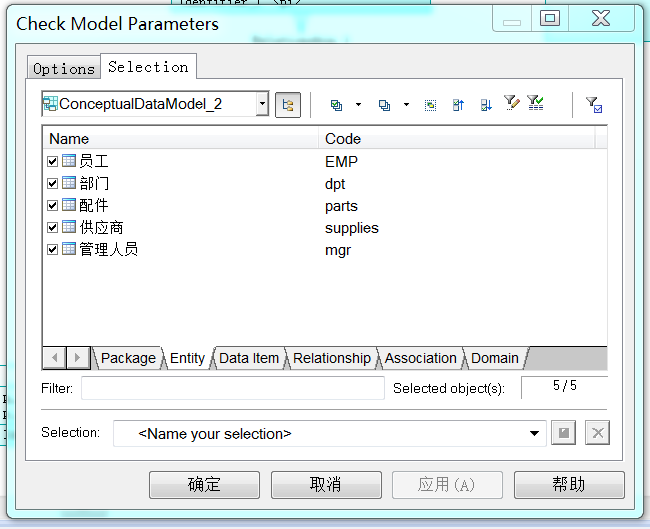 Check Model Parameters
Options Selection
ConceptualDataModel_2
Name Code
员工 EMP
部门 dpt
配件 parts
供应商 supplies
管理人员 mgr
Package Entity Data Item Relationship Association Domain
Filter: Selected object(s): 5/5
Selection: <Name your selection>
确定 取消 应用(A) 帮助